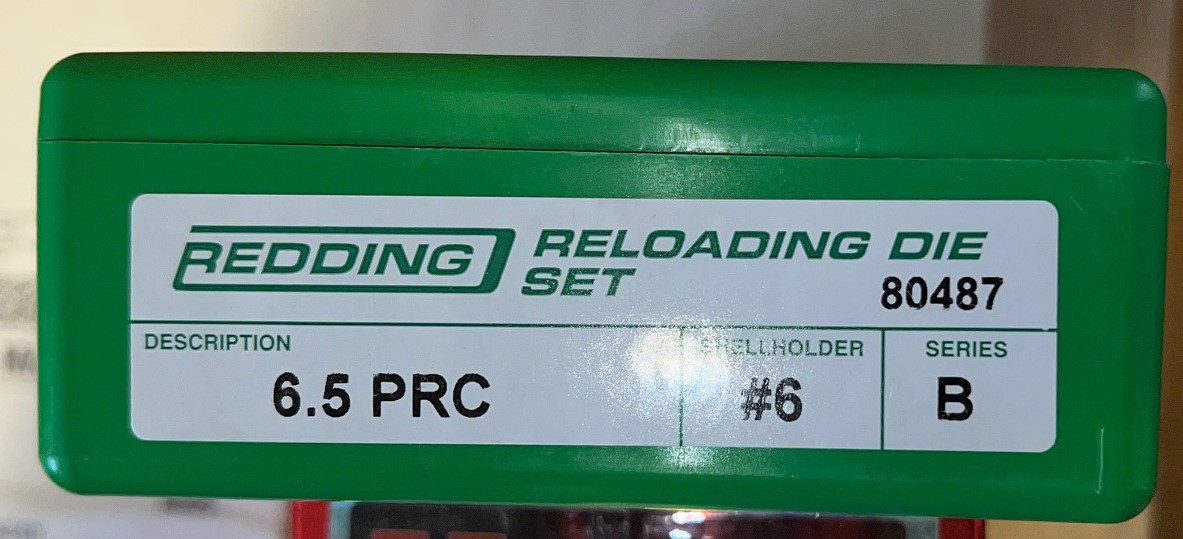 REDDING RELOADING DIE
SET
80487
DESCRIPTION
6.5 PRC
SHELLHOLDER
#6
SERIES
B